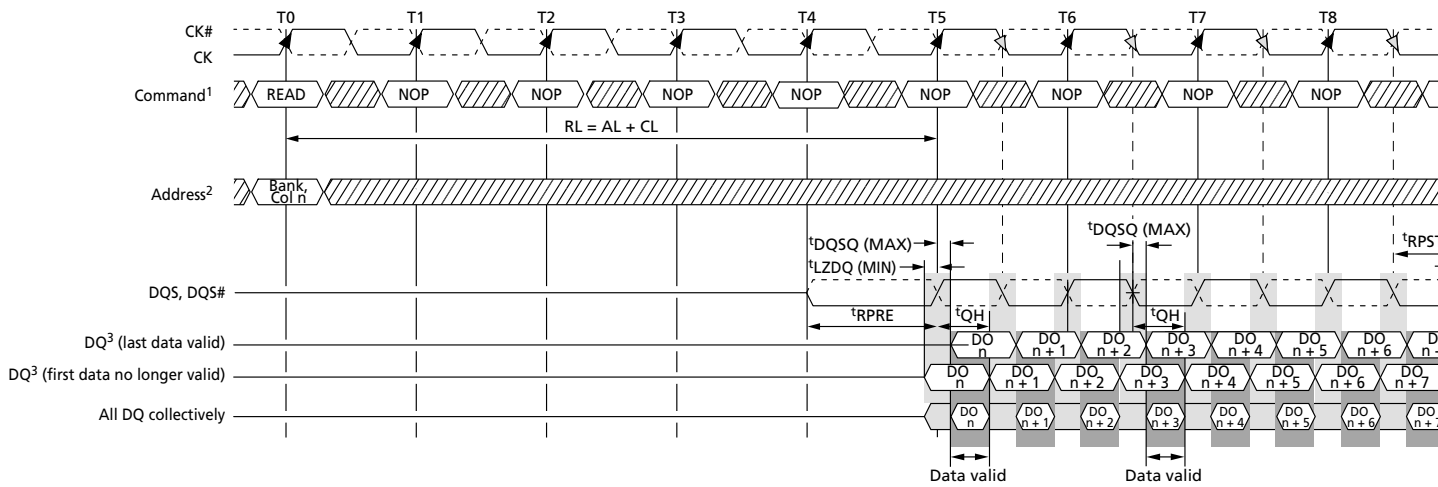 T0 T1 T2 T3 T4 T5 T6 T7 T8
CK#
CK
Command¹ READ NOP NOP NOP NOP NOP NOP NOP NOP
RL = AL + CL
Address² Bank, Col n
ᵗDQSQ (MAX) ᵗDQSQ (MAX) ᵗRPST
ᵗLZDQ (MIN)
DQS, DQS#
ᵗRPRE ᵗQH ᵗQH
DQ³ (last data valid) DO n DO n + 1 DO n + 2 DO n + 3 DO n + 4 DO n + 5 DO n + 6 DO n +
DQ³ (first data no longer valid) DO n DO n + 1 DO n + 2 DO n + 3 DO n + 4 DO n + 5 DO n + 6 DO n + 7
All DQ collectively DO n DO n + 1 DO n + 2 DO n + 3 DO n + 4 DO n + 5 DO n + 6 DO n + 7
Data valid Data valid